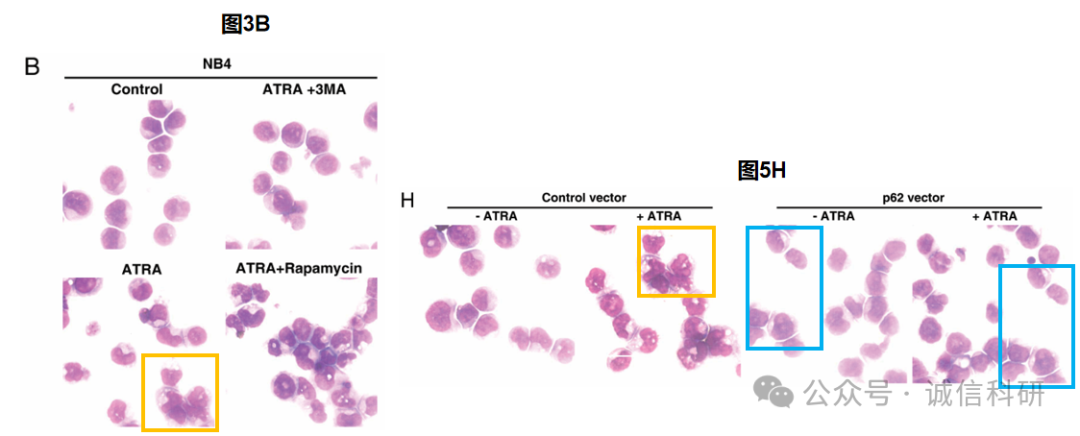 图3B
B
NB4
Control
ATRA +3MA
ATRA
ATRA+Rapamycin
图5H
H
Control vector
p62 vector
- ATRA
+ ATRA
- ATRA
+ ATRA
公众号 · 诚信科研